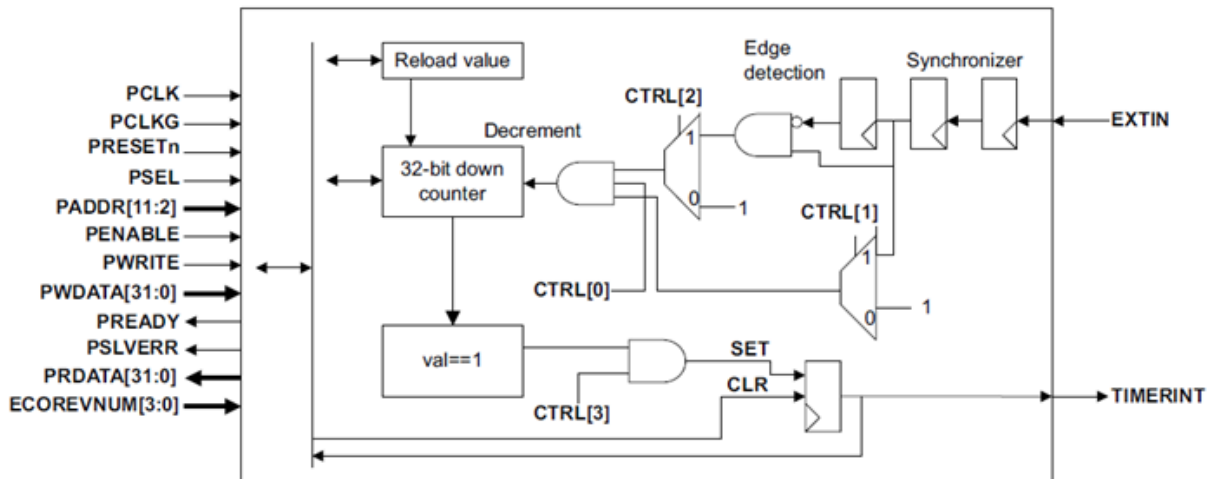 PCLK
PCLKG
PRESETn
PSEL
PADDR[11:2]
PENABLE
PWRITE
PWDATA[31:0]
PREADY
PSLVERR
PRDATA[31:0]
ECOREVNUM[3:0]
Reload value
Decrement
32-bit down
counter
val==1
CTRL[0]
CTRL[3]
CTRL[2]
1
0
1
Edge
detection
Synchronizer
EXTIN
CTRL[1]
1
0
1
SET
CLR
TIMERINT